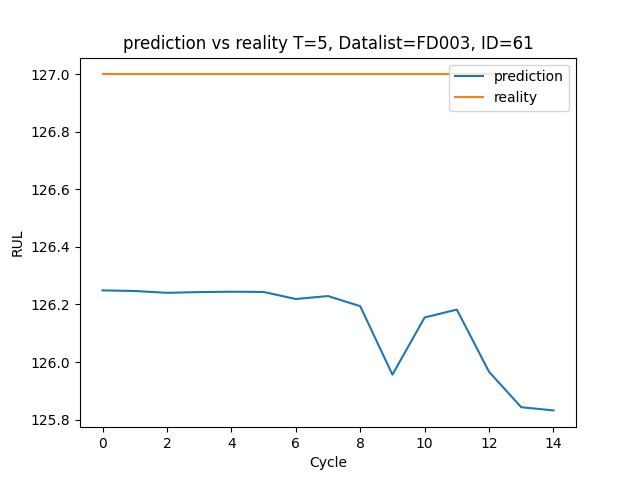 prediction vs reality T=5, Datalist=FD003, ID=61
127.0
126.8
126.6
126.4
126.2
126.0
125.8
RUL
prediction
reality
0 2 4 6 8 10 12 14
Cycle